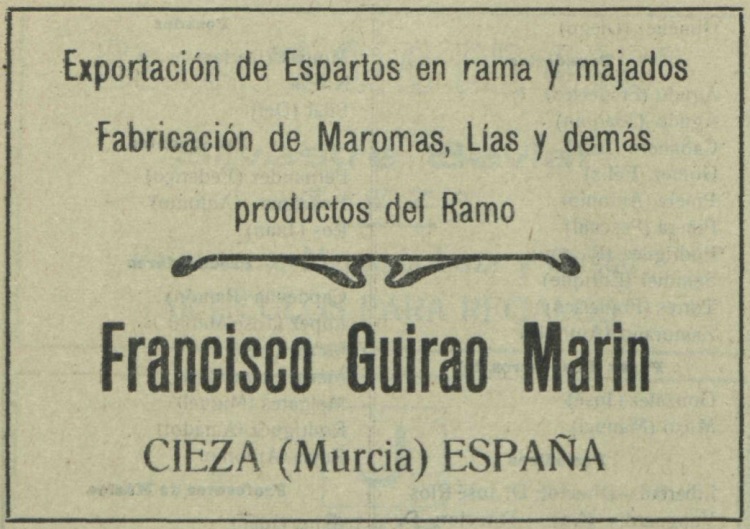 Exportación de Espartos en rama y majados
Fabricación de Maromas, Lías y demás
productos del Ramo
Francisco Guirao Marin
CIEZA (Murcia) ESPAÑA